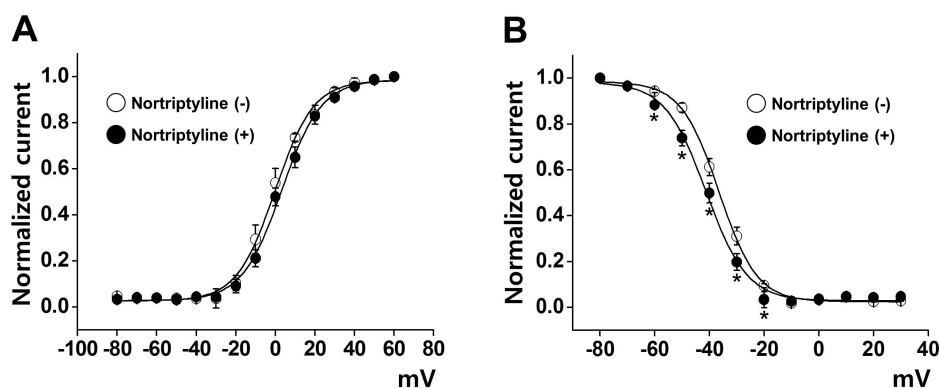 A
Normalized current
1.0
0.8
0.6
0.4
0.2
0.0
Nortriptyline (-)
Nortriptyline (+)
-100 -80 -60 -40 -20 0 20 40 60 80
mV
B
Normalized current
1.0
0.8
0.6
0.4
0.2
0.0
Nortriptyline (-)
Nortriptyline (+)
*
*
*
*
*
-80 -60 -40 -20 0 20 40
mV